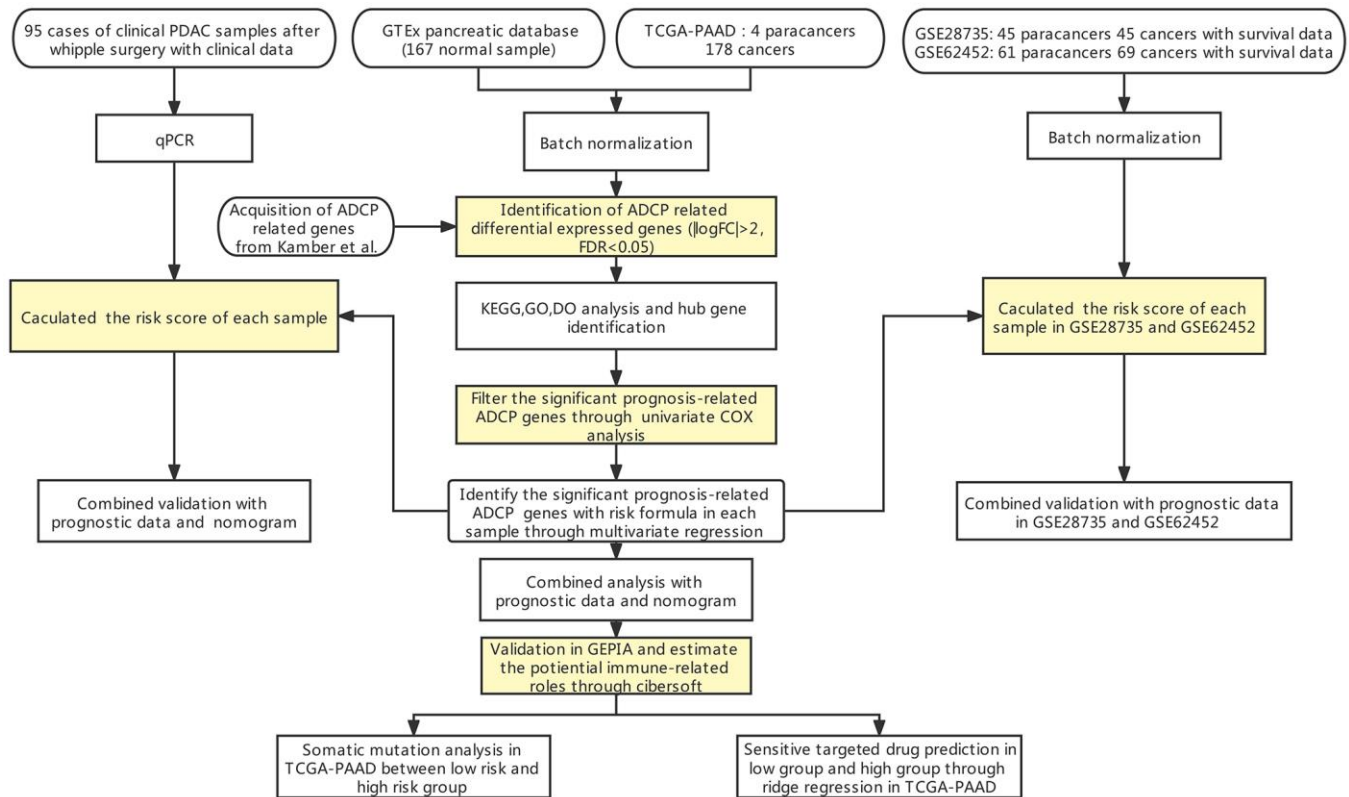 95 cases of clinical PDAC samples after
whipple surgery with clinical data
GTEx pancreatic database
(167 normal sample)
TCGA-PAAD : 4 paracancers
178 cancers
GSE28735: 45 paracancers 45 cancers with survival data
GSE62452: 61 paracancers 69 cancers with survival data
qPCR
Batch normalization
Batch normalization
Acquisition of ADCP
related genes
from Kamber et al.
Identification of ADCP related
differential expressed genes (|logFC|>2,
FDR<0.05)
Caculated the risk score of each sample
KEGG,GO,DO analysis and hub gene
identification
Caculated the risk score of each
sample in GSE28735 and GSE62452
Filter the significant prognosis-related
ADCP genes through univariate COX
analysis
Combined validation with
prognostic data and nomogram
Identify the significant prognosis-related
ADCP genes with risk formula in each
sample through multivariate regression
Combined validation with prognostic data
in GSE28735 and GSE62452
Combined analysis with
prognostic data and nomogram
Validation in GEPIA and estimate
the potiential immune-related
roles through cibersoft
Somatic mutation analysis in
TCGA-PAAD between low risk and
high risk group
Sensitive targeted drug prediction in
low group and high group through
ridge regression in TCGA-PAAD